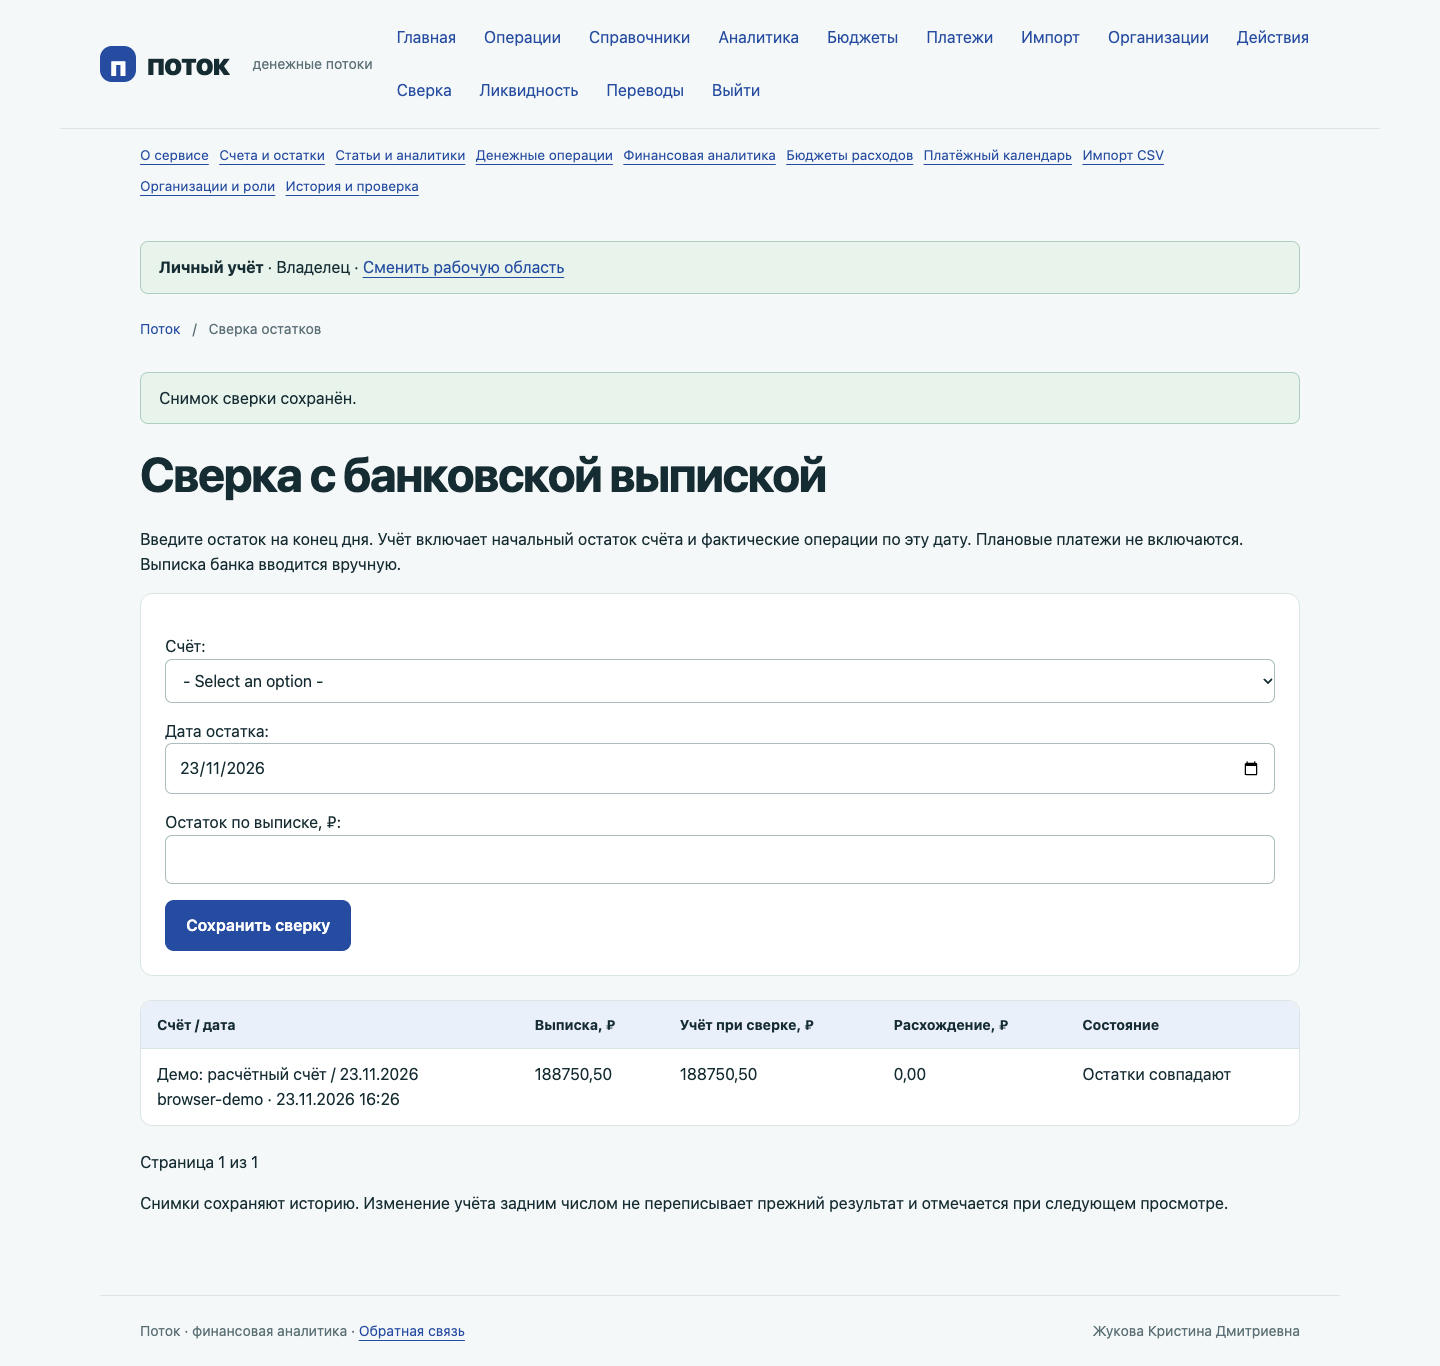 п поток денежные потоки
Главная Операции Справочники Аналитика Бюджеты Платежи Импорт Организации Действия
Сверка Ликвидность Переводы Выйти
О сервисе Счета и остатки Статьи и аналитики Денежные операции Финансовая аналитика Бюджеты расходов Платёжный календарь Импорт CSV
Организации и роли История и проверка
Личный учёт · Владелец · Сменить рабочую область
Поток / Сверка остатков
Снимок сверки сохранён.
Сверка с банковской выпиской
Введите остаток на конец дня. Учёт включает начальный остаток счёта и фактические операции по эту дату. Плановые платежи не включаются.
Выписка банка вводится вручную.
Счёт:
- Select an option -
Дата остатка:
23/11/2026
Остаток по выписке, ₽:
Сохранить сверку
Счёт / дата Выписка, ₽ Учёт при сверке, ₽ Расхождение, ₽ Состояние
Демо: расчётный счёт / 23.11.2026 188750,50 188750,50 0,00 Остатки совпадают
browser-demo · 23.11.2026 16:26
Страница 1 из 1
Снимки сохраняют историю. Изменение учёта задним числом не переписывает прежний результат и отмечается при следующем просмотре.
Поток · финансовая аналитика · Обратная связь Жукова Кристина Дмитриевна